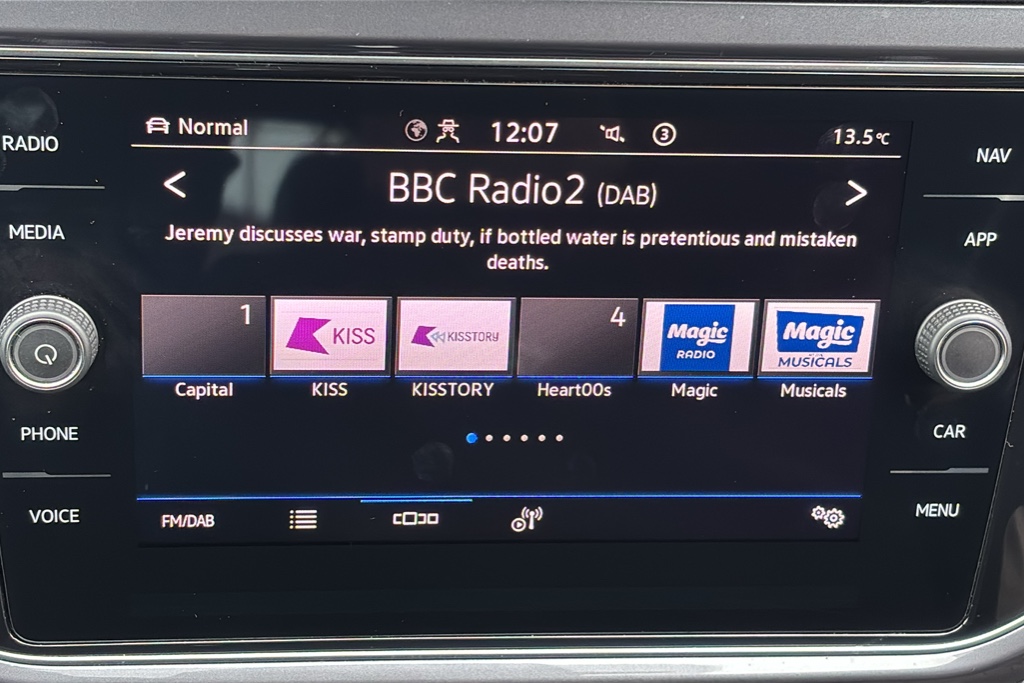 RADIO
MEDIA
PHONE
VOICE
Normal
12:07
3
13.5°C
BBC Radio2 (DAB)
Jeremy discusses war, stamp duty, if bottled water is pretentious and mistaken
deaths.
1
KISS
KISSTORY
4
Magic
RADIO
Magic
MUSICALS
Capital
KISS
KISSTORY
Heart00s
Magic
Musicals
FM/DAB
NAV
APP
CAR
MENU